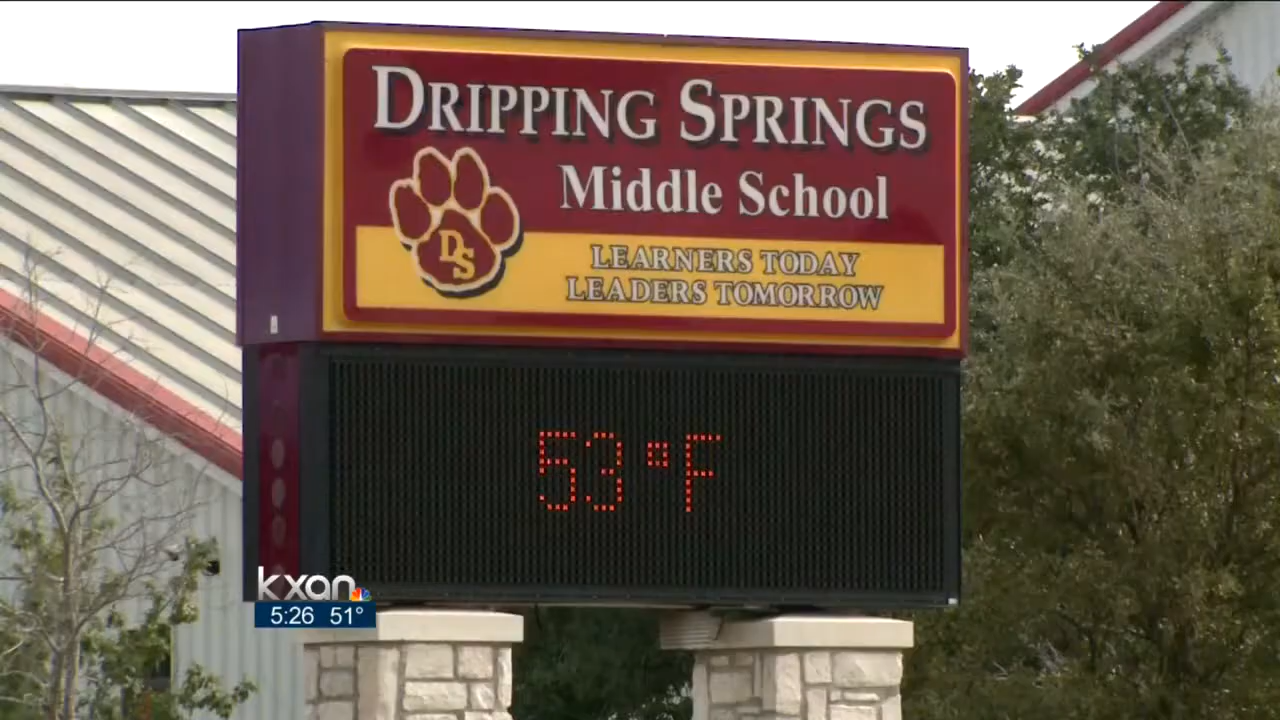 DRIPPING SPRINGS
Middle School
DS
LEARNERS TODAY
LEADERS TOMORROW
53°F
kxan
5:26 51°